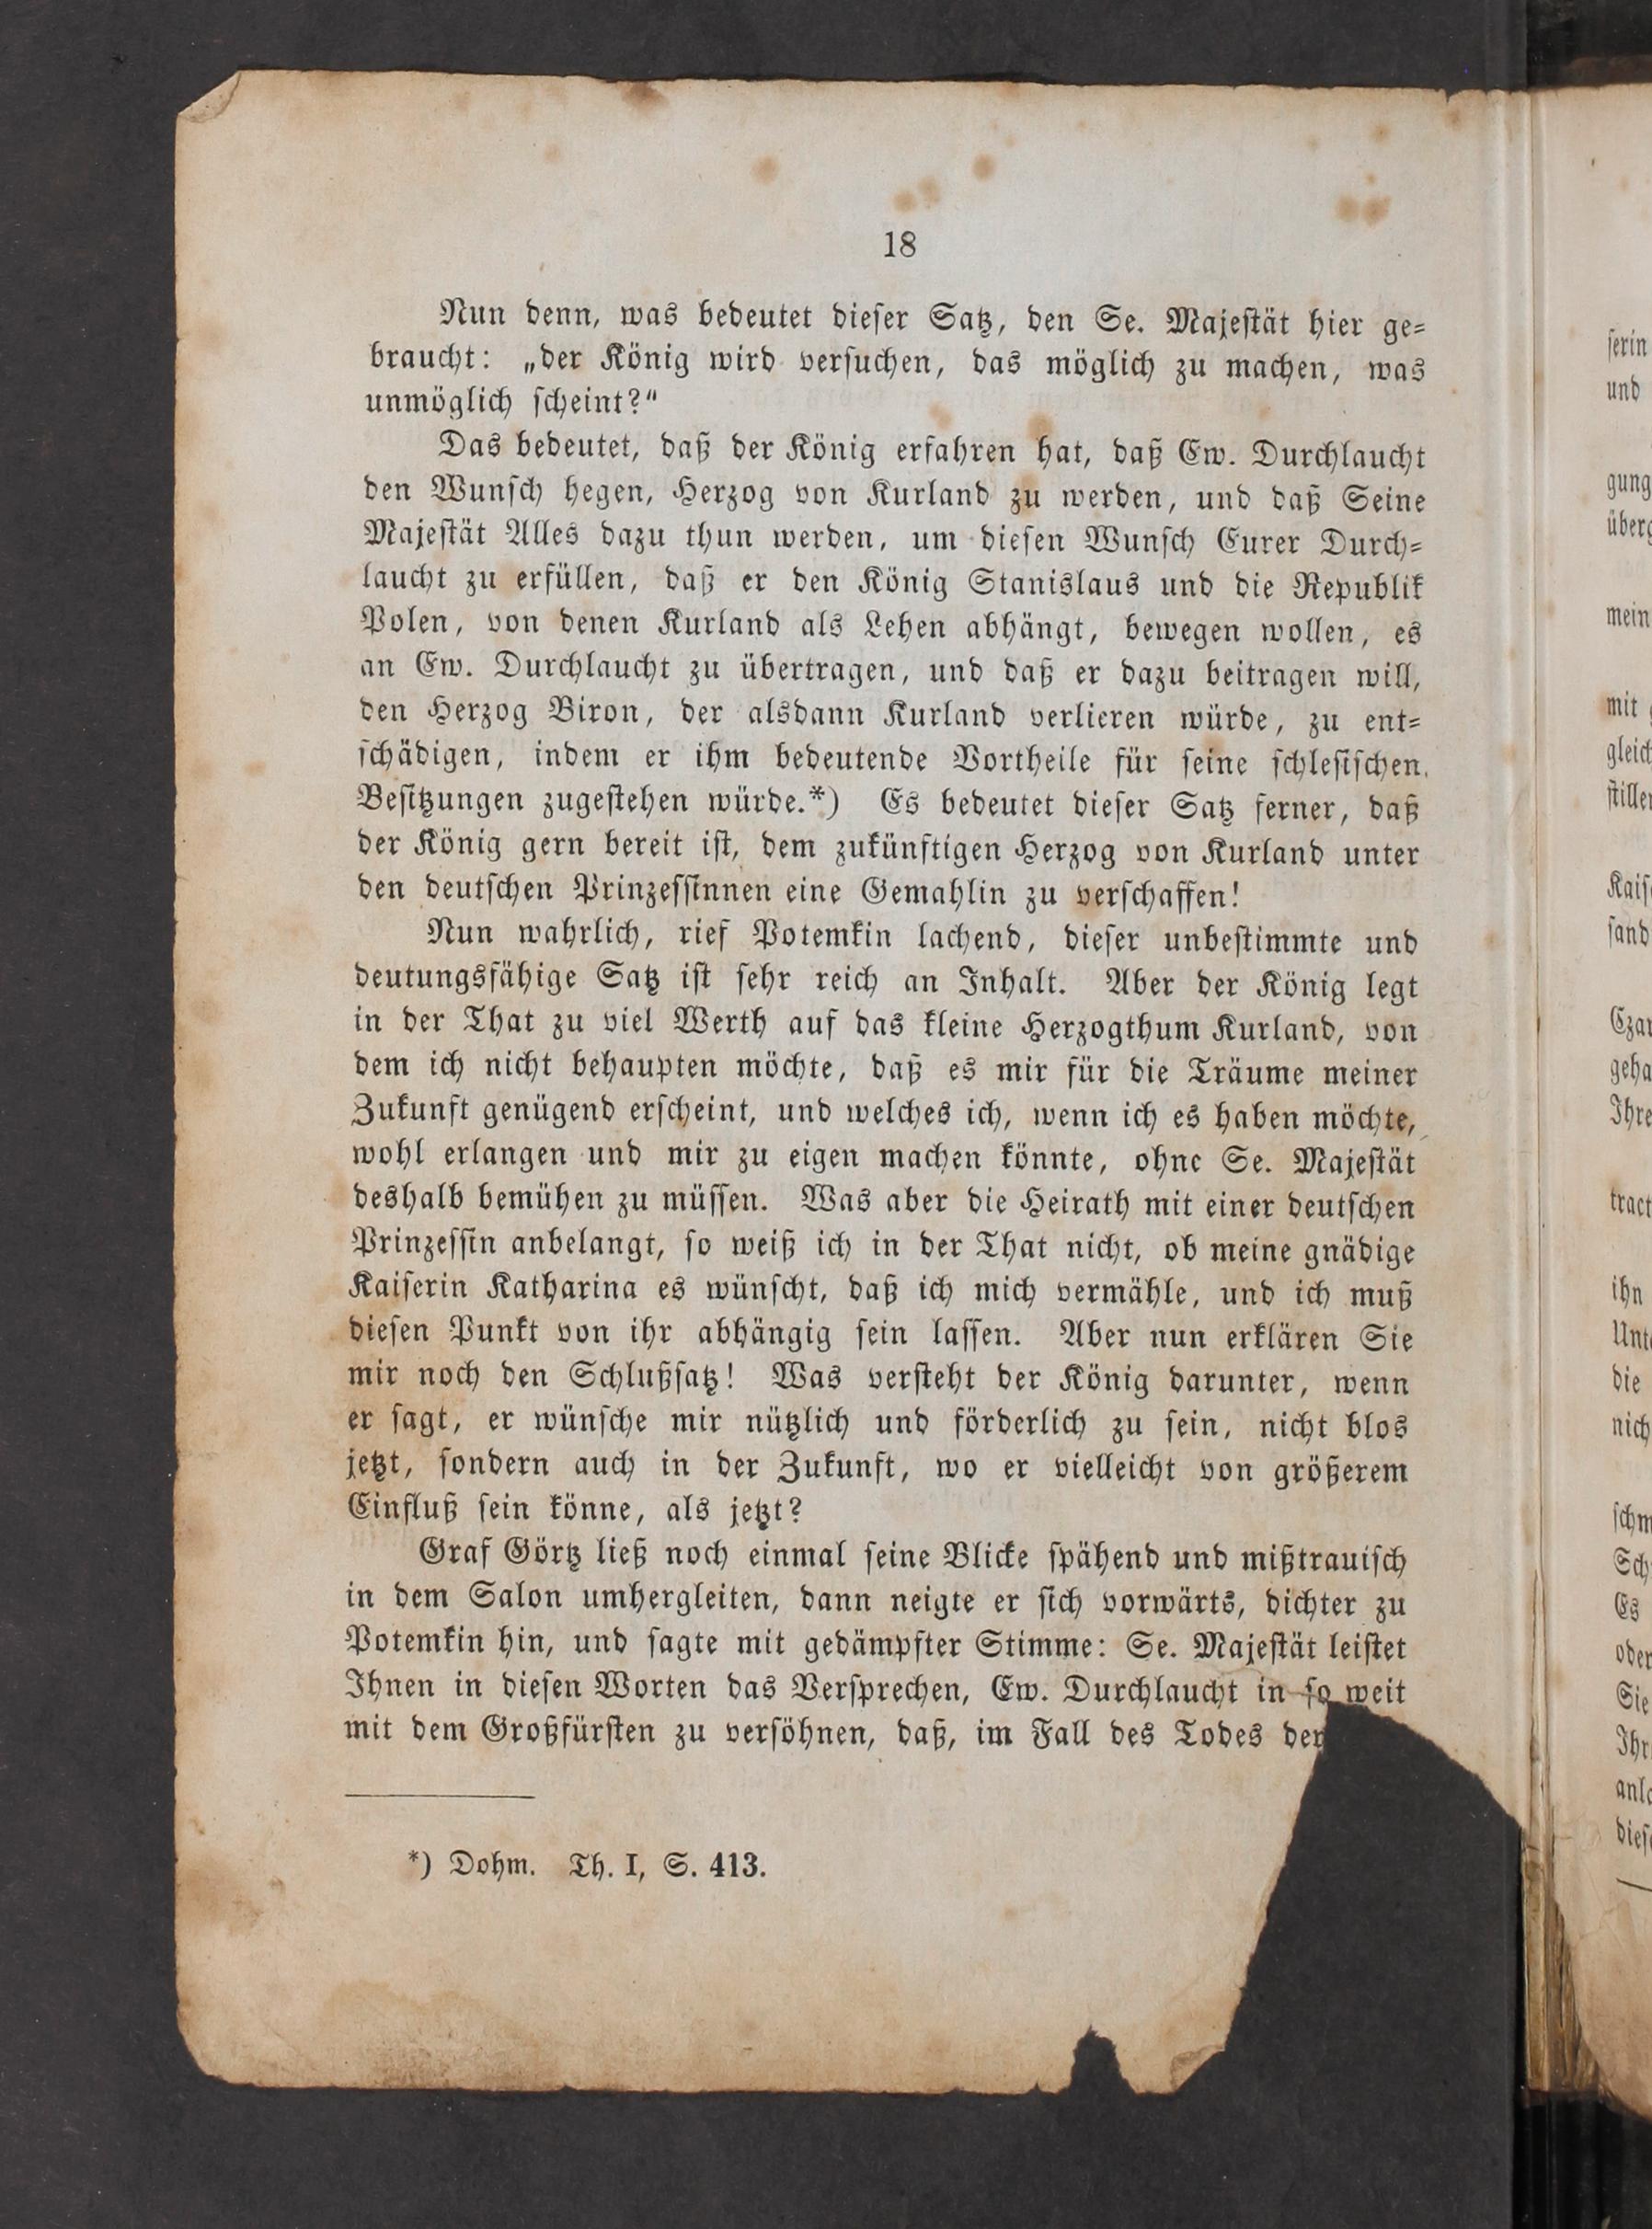 18
Nun denn, was bedeutet dieser Satz, den Se. Majestät hier ge-
braucht: „der König wird versuchen, das möglich zu machen, was
unmöglich scheint?"
Das bedeutet, daß der König erfahren hat, daß Ew. Durchlaucht
den Wunsch hegen, Herzog von Kurland zu werden, und daß Seine
Majestät Alles dazu thun werden, um diesen Wunsch Eurer Durch-
laucht zu erfüllen, daß er den König Stanislaus und die Republik
Polen, von denen Kurland als Lehen abhängt, bewegen wollen, es
an Ew. Durchlaucht zu übertragen, und daß er dazu beitragen will,
den Herzog Biron, der alsdann Kurland verlieren würde, zu ent-
schädigen, indem er ihm bedeutende Vortheile für seine schlesischen
Besitzungen zugestehen würde.*) Es bedeutet dieser Satz ferner, daß
der König gern bereit ist, dem zukünftigen Herzog von Kurland unter
den deutschen Prinzessinnen eine Gemahlin zu verschaffen!
Nun wahrlich, rief Potemkin lachend, dieser unbestimmte und
deutungsfähige Satz ist sehr reich an Inhalt. Aber der König legt
in der That zu viel Werth auf das kleine Herzogthum Kurland, von
dem ich nicht behaupten möchte, daß es mir für die Träume meiner
Zukunft genügend erscheint, und welches ich, wenn ich es haben möchte,
wohl erlangen und mir zu eigen machen könnte, ohne Se. Majestät
deshalb bemühen zu müssen. Was aber die Heirath mit einer deutschen
Prinzessin anbelangt, so weiß ich in der That nicht, ob meine gnädige
Kaiserin Katharina es wünscht, daß ich mich vermähle, und ich muß
diesen Punkt von ihr abhängig sein lassen. Aber nun erklären Sie
mir noch den Schlußsatz! Was versteht der König darunter, wenn
er sagt, er wünsche mir nützlich und förderlich zu sein, nicht blos
jetzt, sondern auch in der Zukunft, wo er vielleicht von größerem
Einfluß sein könne, als jetzt?
Graf Görtz ließ noch einmal seine Blicke spähend und mißtrauisch
in dem Salon umhergleiten, dann neigte er sich vorwärts, dichter zu
Potemkin hin, und sagte mit gedämpfter Stimme: Se. Majestät leistet
Ihnen in diesen Worten das Versprechen, Ew. Durchlaucht in so weit
mit dem Großfürsten zu versöhnen, daß, im Fall des Todes der
*) Dohm. Th. I, S. 413.
serin
und
gung
mein
mit
sand
tract
ihn
die
Es
oder
Sie